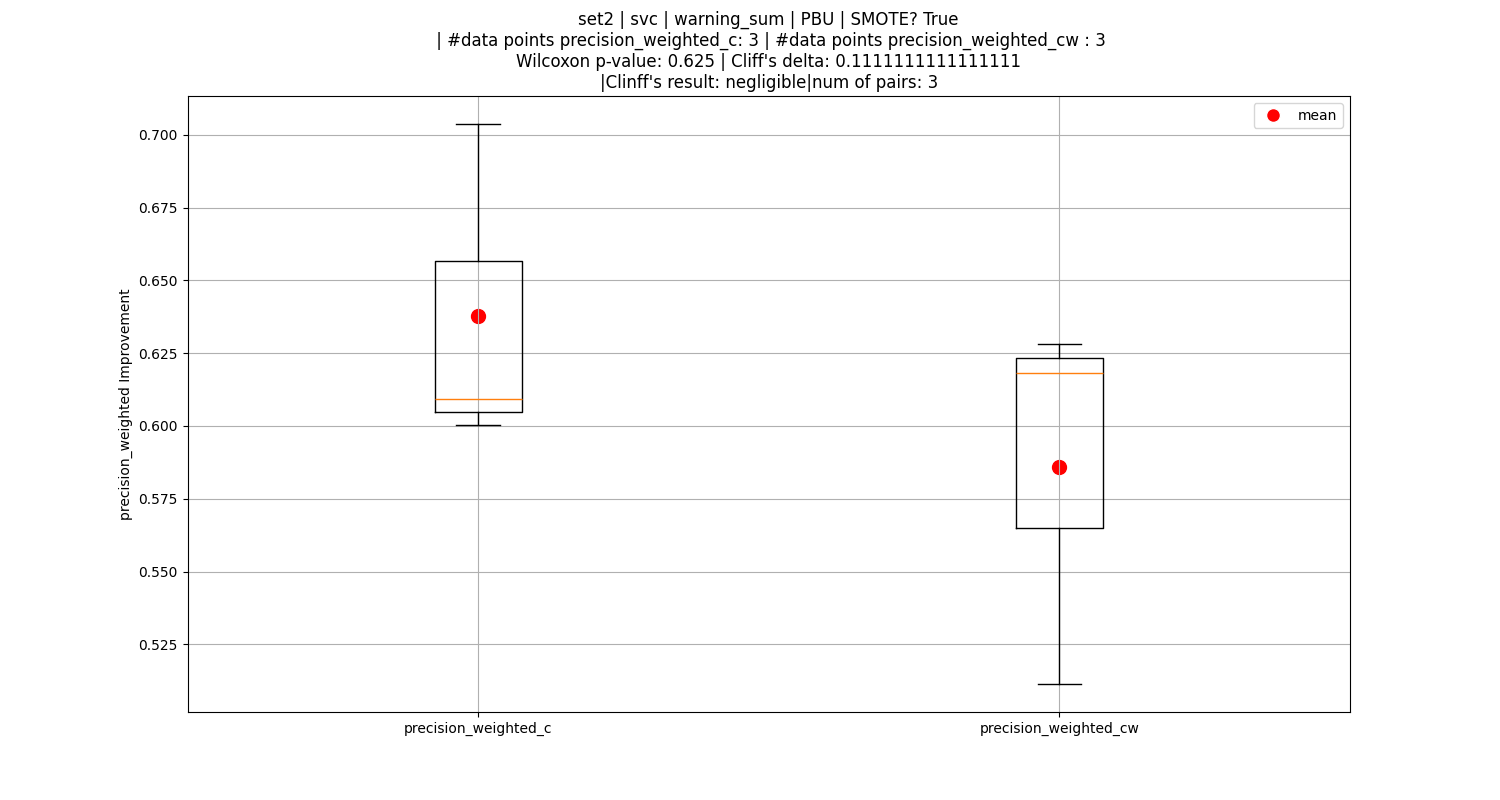 set2 | svc | warning_sum | PBU | SMOTE? True
| #data points precision_weighted_c: 3 | #data points precision_weighted_cw : 3
Wilcoxon p-value: 0.625 | Cliff's delta: 0.1111111111111111
|Clinff's result: negligible|num of pairs: 3
mean
0.700
0.675
0.650
0.625
0.600
0.575
0.550
0.525
precision_weighted Improvement
precision_weighted_c
precision_weighted_cw